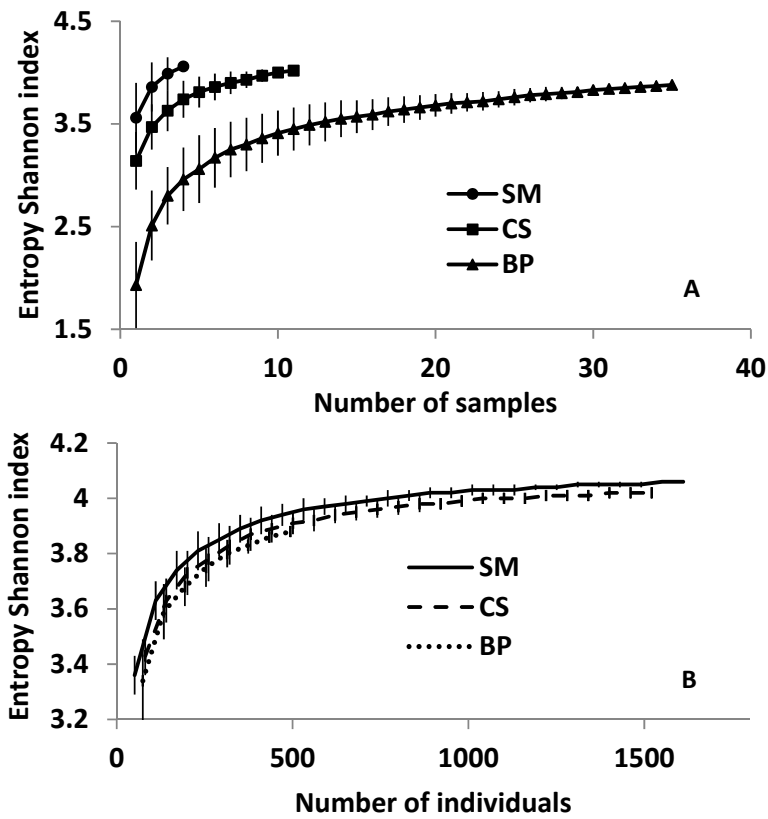 Entropy Shannon index
4.5
3.5
2.5
1.5
SM
CS
BP
A
0 10 20 30 40
Number of samples
Entropy Shannon index
4.2
4
3.8
3.6
3.4
3.2
SM
CS
BP
B
0 500 1000 1500
Number of individuals